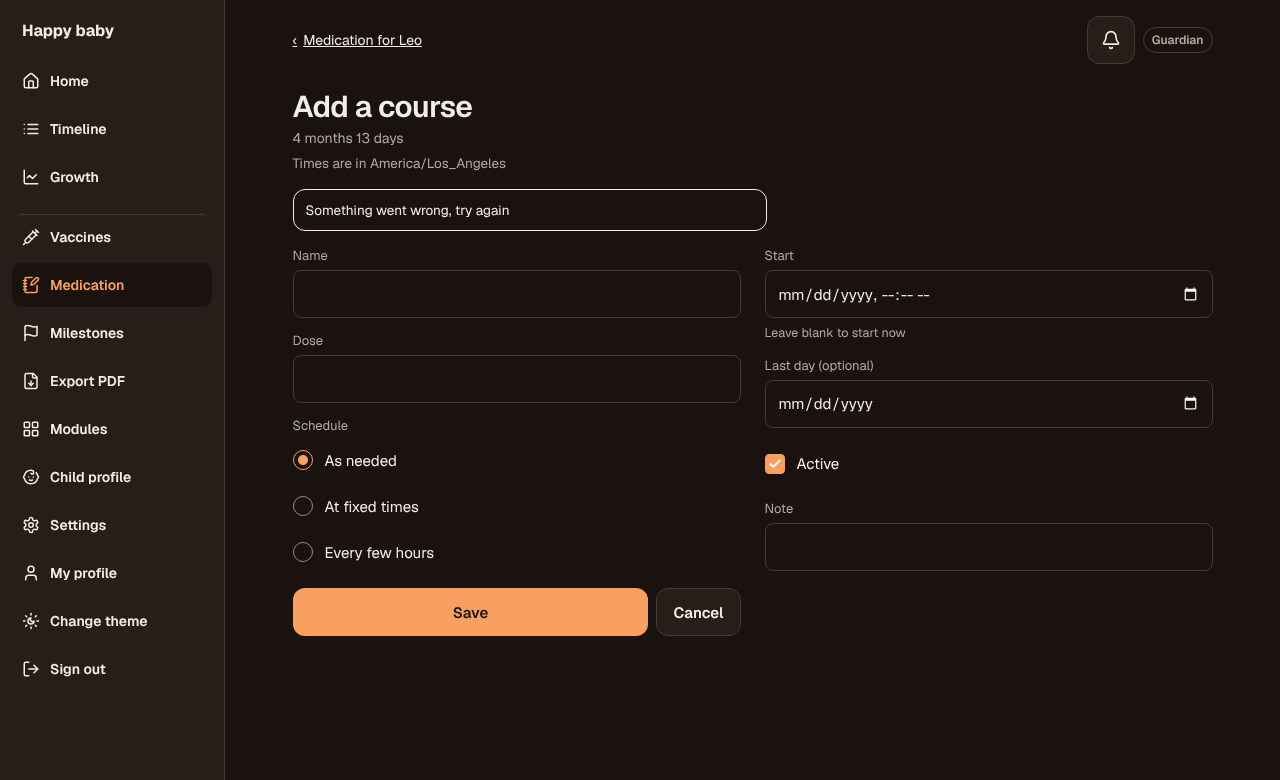 Happy baby
Home
Timeline
Growth
Vaccines
Medication
Milestones
Export PDF
Modules
Child profile
Settings
My profile
Change theme
Sign out
‹ Medication for Leo
Guardian
Add a course
4 months 13 days
Times are in America/Los_Angeles
Something went wrong, try again
Name
Dose
Schedule
As needed
At fixed times
Every few hours
Start
mm/dd/yyyy, --:-- --
Leave blank to start now
Last day (optional)
mm/dd/yyyy
Active
Note
Save
Cancel